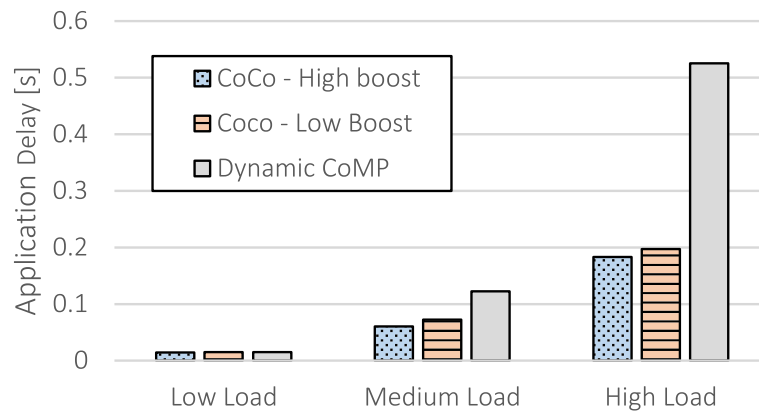 0.6
0.5
0.4
0.3
0.2
0.1
0
Application Delay [s]
CoCo - High boost
Coco - Low Boost
Dynamic CoMP
Low Load
Medium Load
High Load